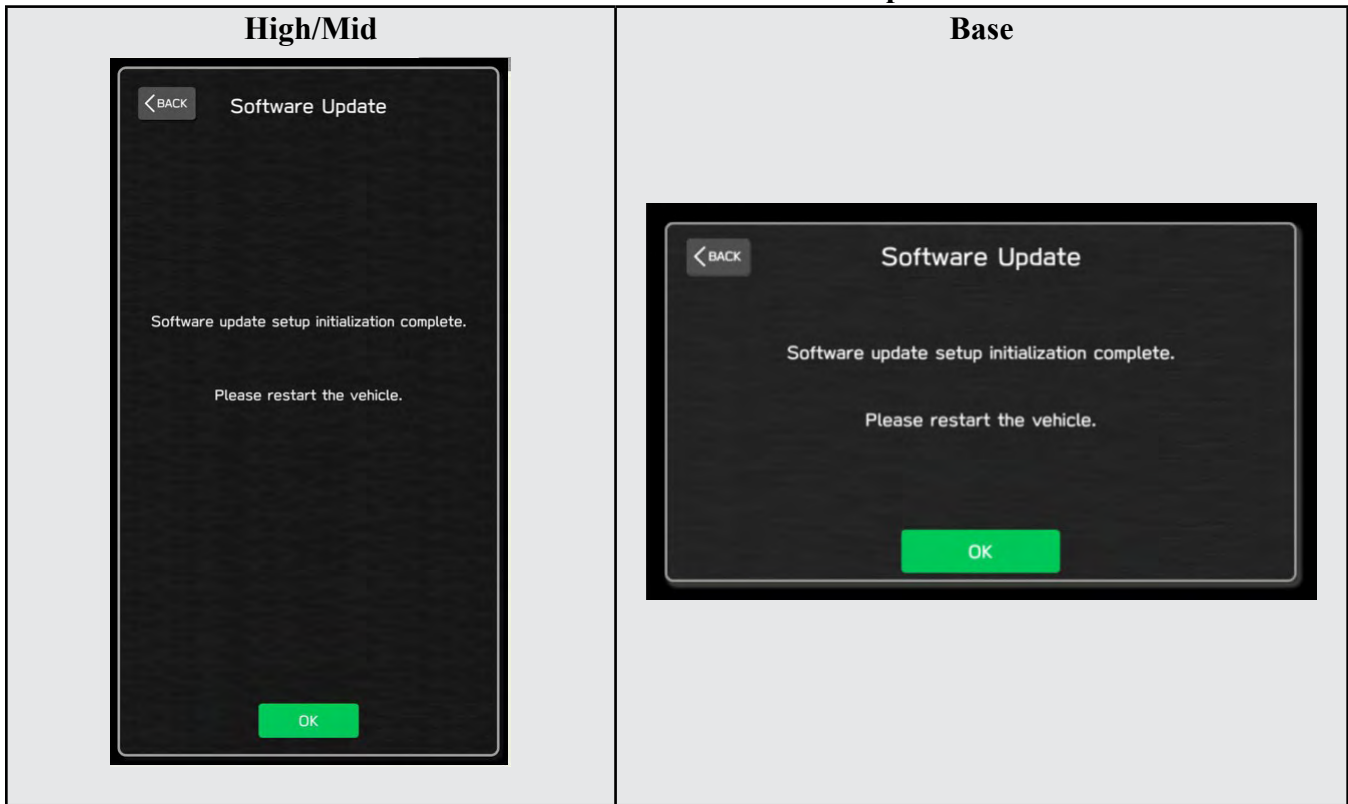 High/Mid
Base
BACK
Software Update
Software update setup initialization complete.
Please restart the vehicle.
OK
BACK
Software Update
Software update setup initialization complete.
Please restart the vehicle.
OK